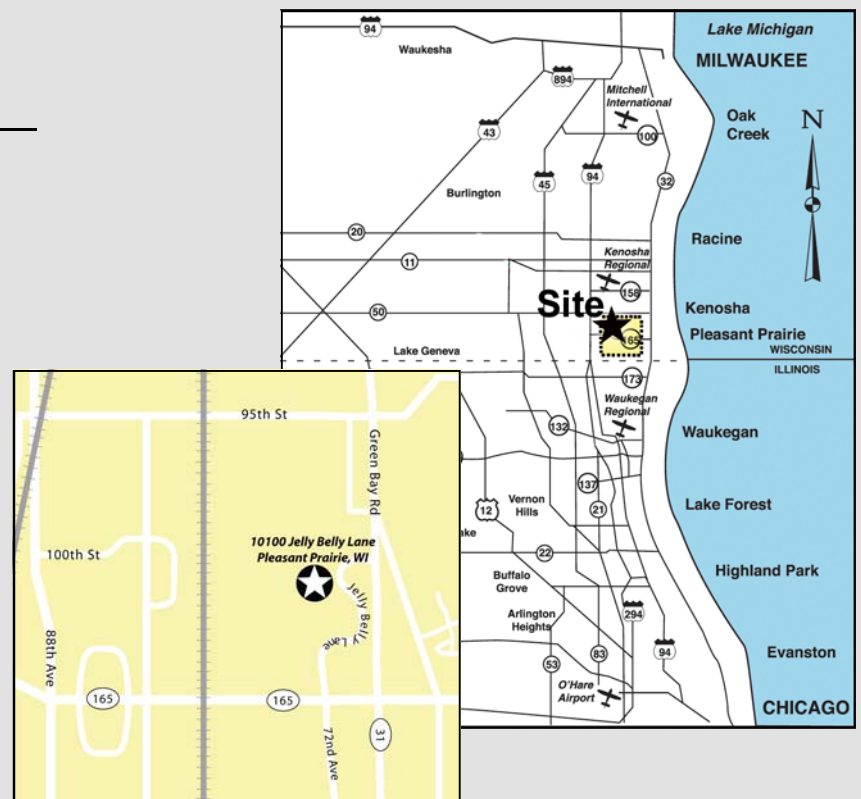 Lake Michigan
94
Waukesha
MILWAUKEE
894
Mitchell
International
Oak
Creek
N
43
100
45
94
32
Burlington
20
Racine
11
Kenosha
Regional
158
Site
50
Kenosha
165
Pleasant Prairie
Lake Geneva
WISCONSIN
ILLINOIS
173
Waukegan
Regional
132
Waukegan
137
12
Vernon
Hills
21
Lake Forest
ake
22
Buffalo
Grove
Highland Park
Arlington
Heights
294
94
83
53
Evanston
O'Hare
Airport
CHICAGO
95th St
Green Bay Rd
10100 Jelly Belly Lane
Pleasant Prairie, WI
100th St
Jelly Belly Lane
88th Ave
165
165
72nd Ave
31